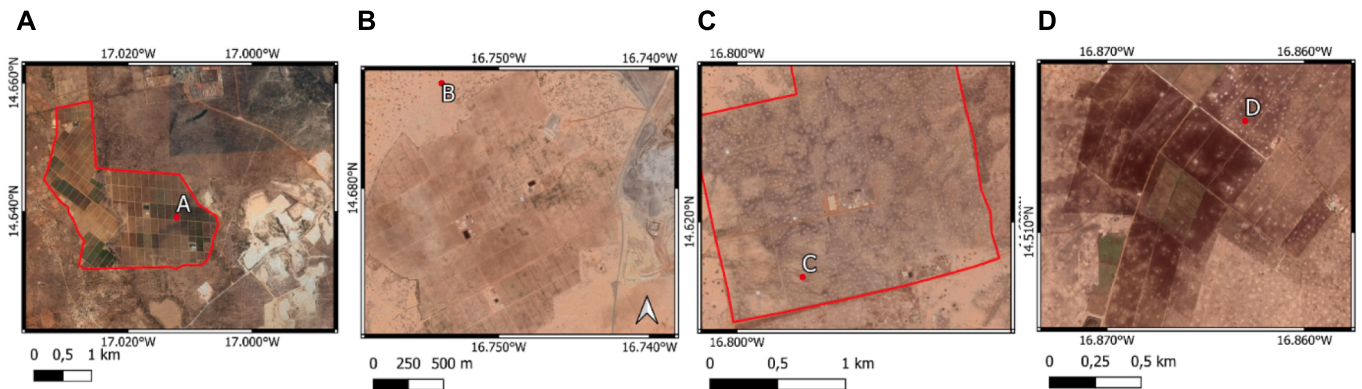 A
B
C
D
17.020°W 17.000°W
14.660°N
14.640°N
A
17.020°W 17.000°W
0 0,5 1 km
16.750°W 16.740°W
14.680°N
B
16.750°W 16.740°W
0 250 500 m
16.800°W
14.620°N
C
16.800°W
0 0,5 1 km
16.870°W 16.860°W
14.510°N
D
16.870°W 16.860°W
0 0,25 0,5 km